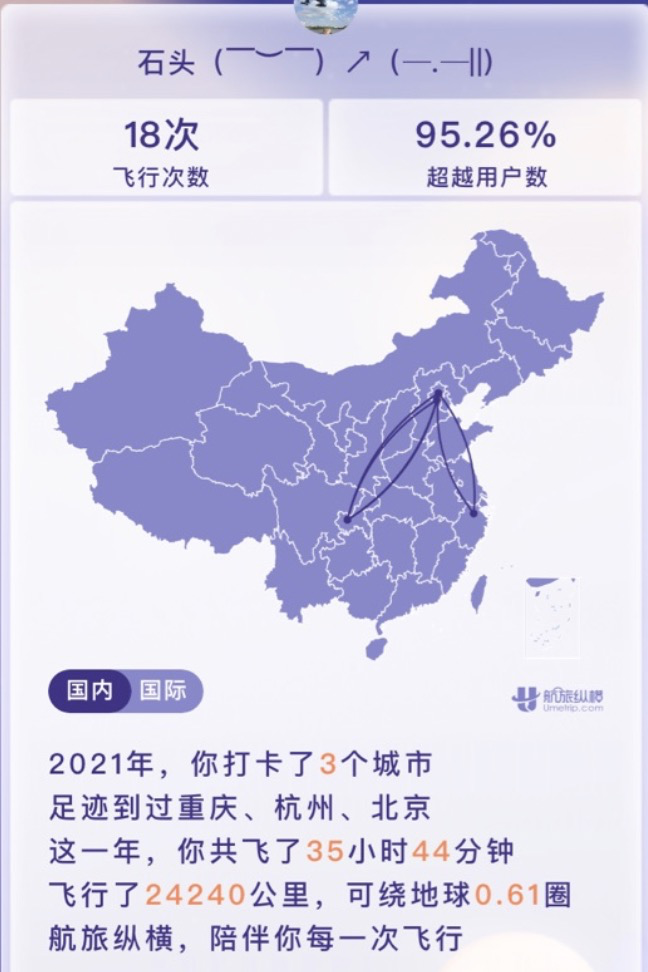 石头（￣︶￣）↗（─.─||）
18次
95.26%
飞行次数
超越用户数
国内 国际
航旅纵横
Umetrip.com
2021年，你打卡了3个城市
足迹到过重庆、杭州、北京
这一年，你共飞了35小时44分钟
飞行了24240公里，可绕地球0.61圈
航旅纵横，陪伴你每一次飞行